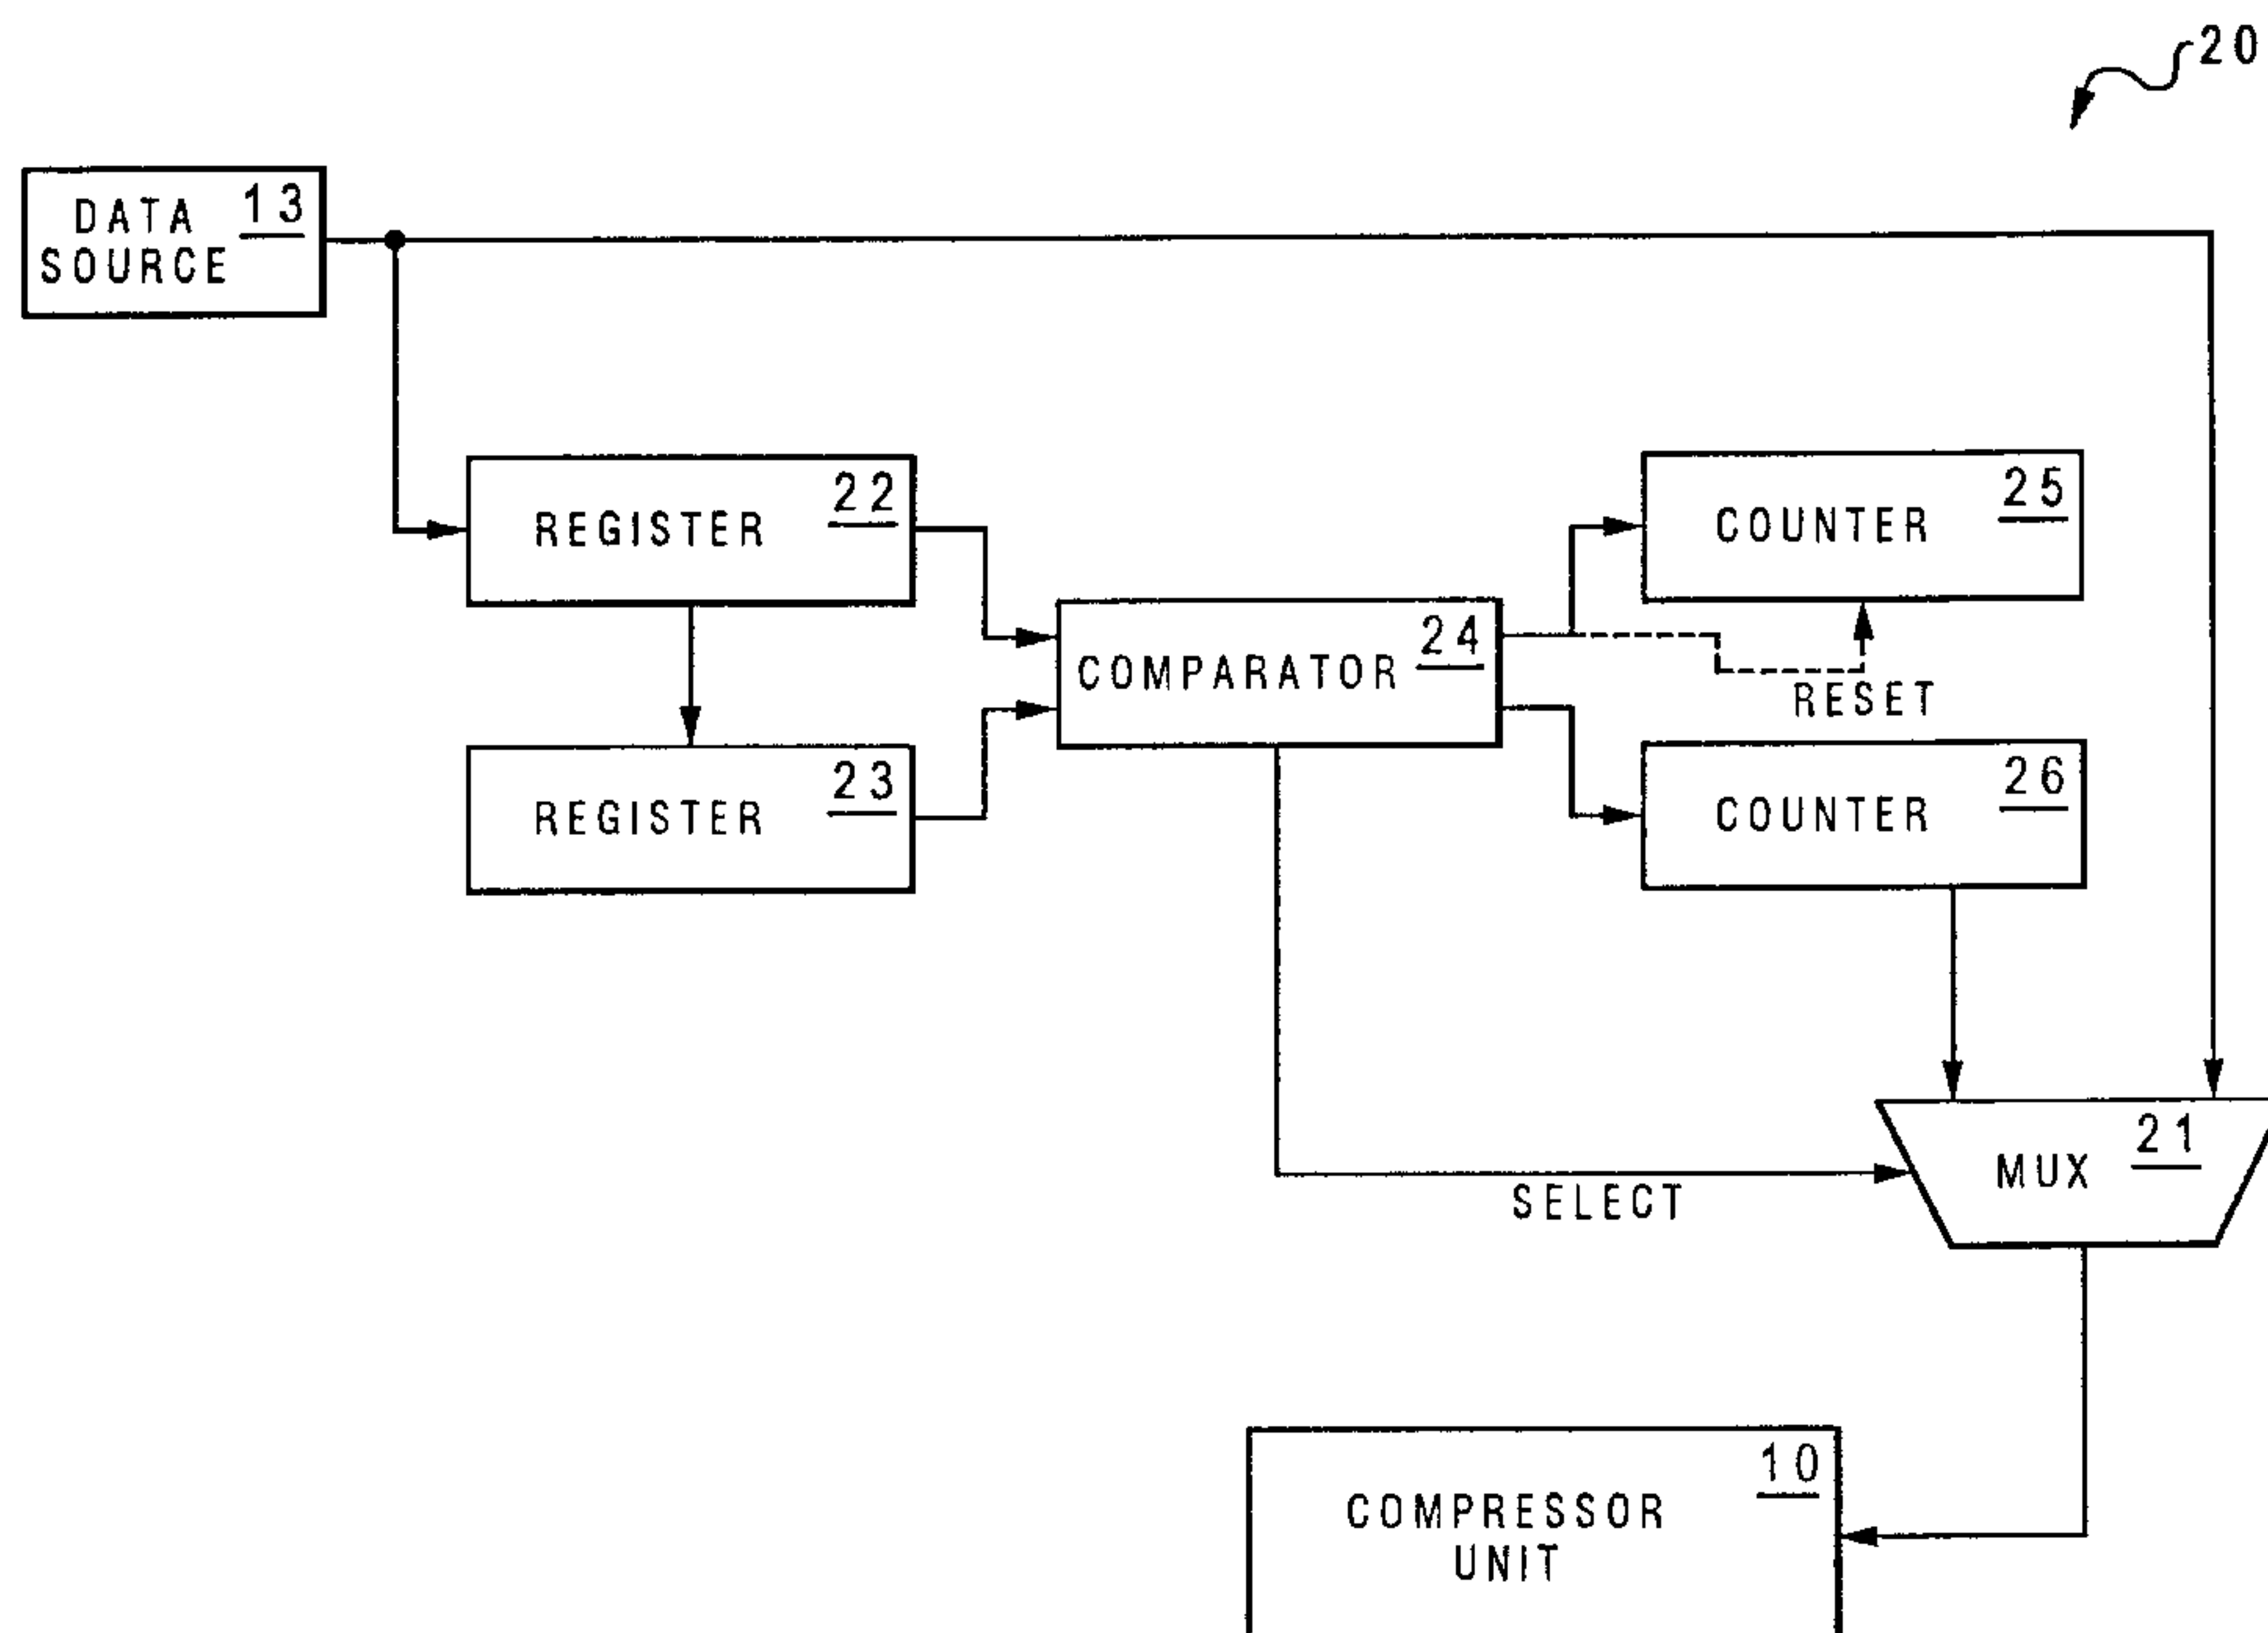 20
DATA 13
SOURCE
REGISTER 22
COUNTER 25
COMPARATOR 24
RESET
REGISTER 23
COUNTER 26
MUX 21
SELECT
COMPRESSOR 10
UNIT